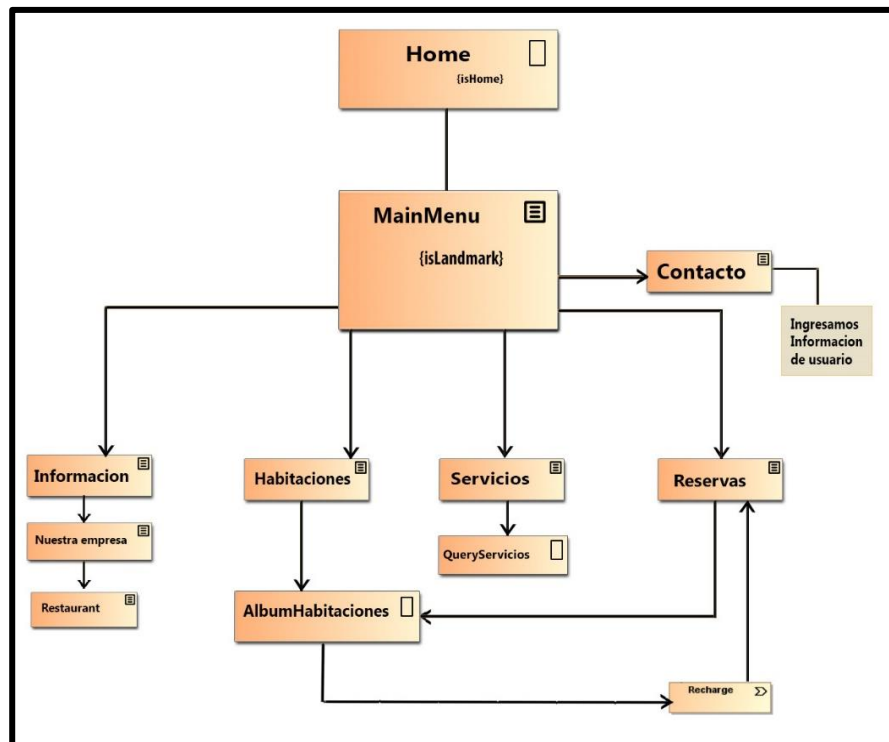 Home
{isHome}
MainMenu
{isLandmark}
Contacto
Ingresamos
Informacion
de usuario
Informacion
Habitaciones
Servicios
Reservas
Nuestra empresa
QueryServicios
Restaurant
AlbumHabitaciones
Recharge